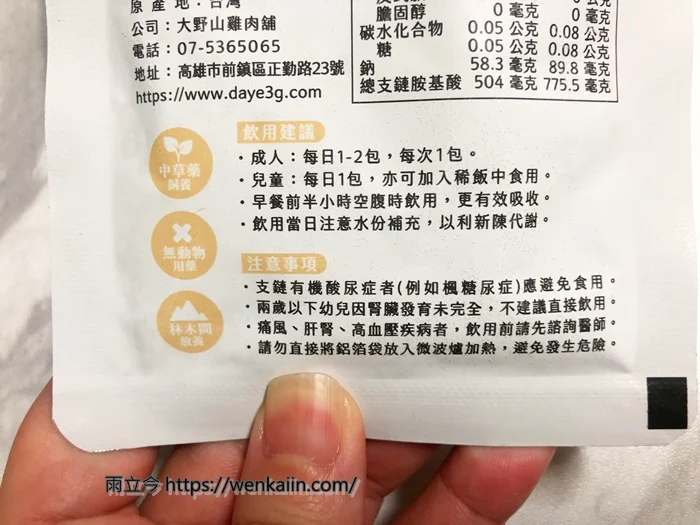 原產地：台灣
公司：大野山雞肉舖
電話：07-5365065
地址：高雄市前鎮區正勤路23號
https://www.daye3g.com
0 毫克 0 公克
膽固醇 0 毫克 0 毫克
碳水化合物 0.05 公克 0.08 公克
糖 0.05 公克 0.08 公克
鈉 58.3 毫克 89.8 毫克
總支鏈胺基酸 504 毫克 775.5 毫克
中草藥
飼養
無動物
用藥
林木間
放養
飲用建議
・成人：每日1-2包，每次1包。
・兒童：每日1包，亦可加入稀飯中食用。
・早餐前半小時空腹時飲用，更有效吸收。
・飲用當日注意水份補充，以利新陳代謝。
注意事項
・支鏈有機酸尿症者(例如楓糖尿症)應避免食用。
・兩歲以下幼兒因腎臟發育未完全，不建議直接飲用。
・痛風、肝腎、高血壓疾病者，飲用前請先諮詢醫師。
・請勿直接將鋁箔袋放入微波爐加熱，避免發生危險。
雨立今 https://wenkaiin.com/